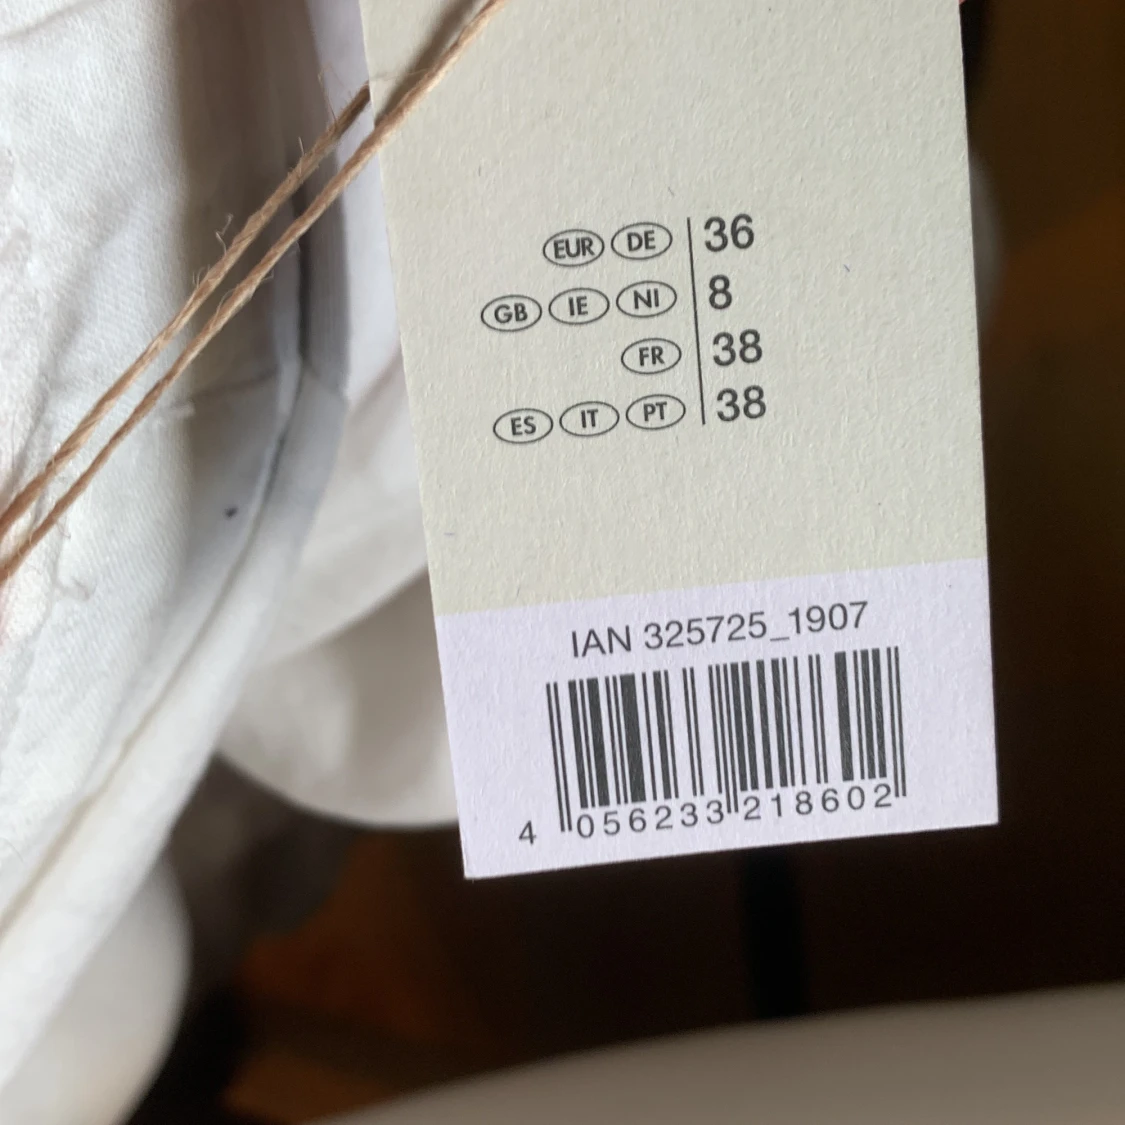 EUR DE 36
GB IE NI 8
FR 38
ES IT PT 38
IAN 325725_1907
4 056233 218602